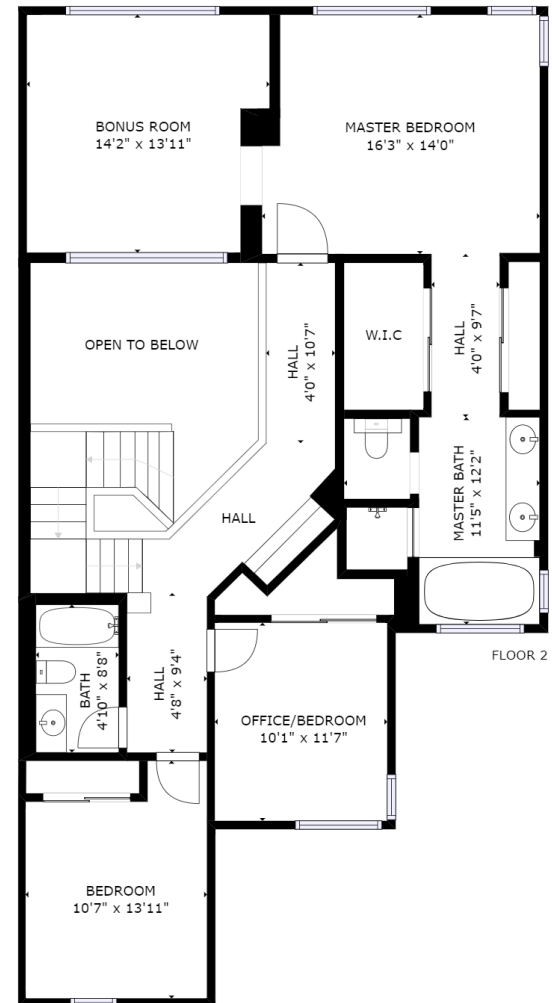 BONUS ROOM
14'2" x 13'11"
MASTER BEDROOM
16'3" x 14'0"
OPEN TO BELOW
HALL
4'0" x 10'7"
W.I.C
HALL
4'0" x 9'7"
MASTER BATH
11'5" x 12'2"
HALL
FLOOR 2
BATH
4'10" x 8'8"
HALL
4'8" x 9'4"
OFFICE/BEDROOM
10'1" x 11'7"
BEDROOM
10'7" x 13'11"